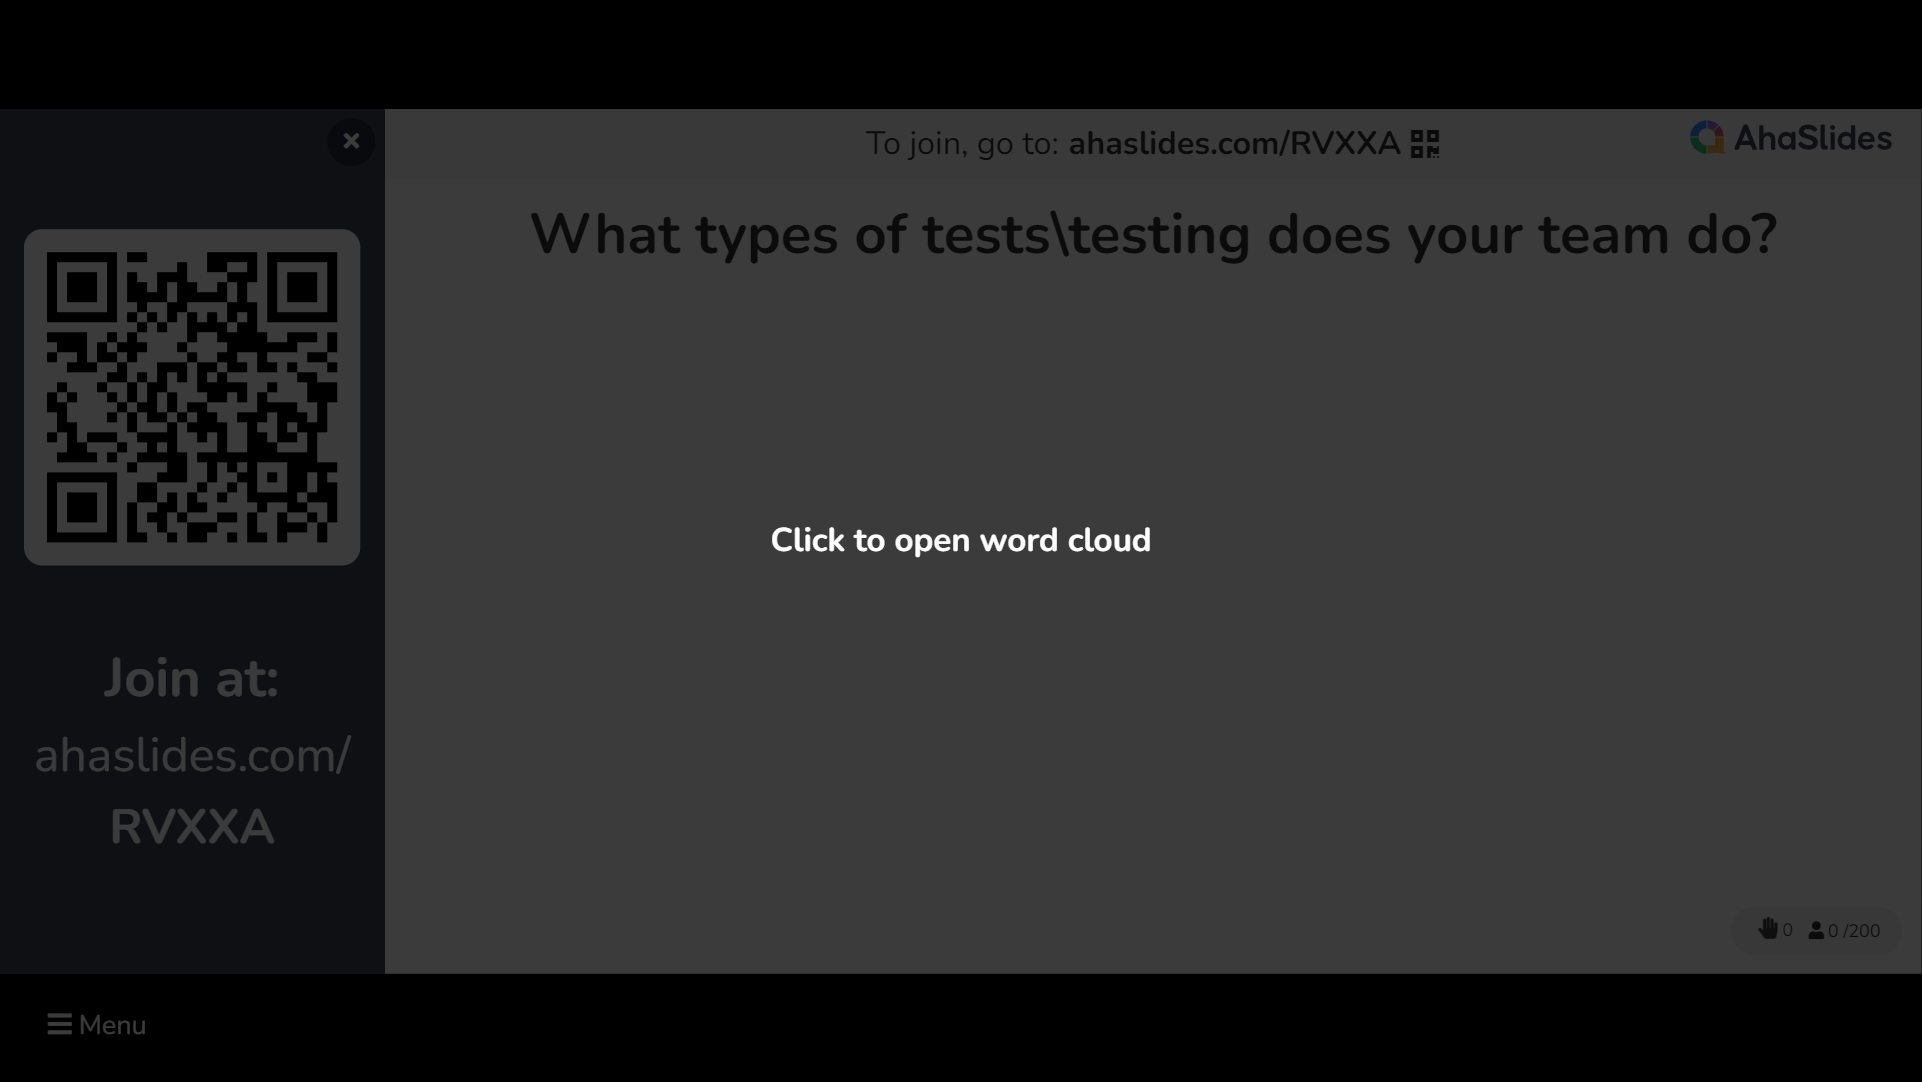 To join, go to: ahaslides.com/RVXXA
AhaSlides
What types of tests\testing does your team do?
Click to open word cloud
Join at:
ahaslides.com/
RVXXA
0 0 /200
Menu